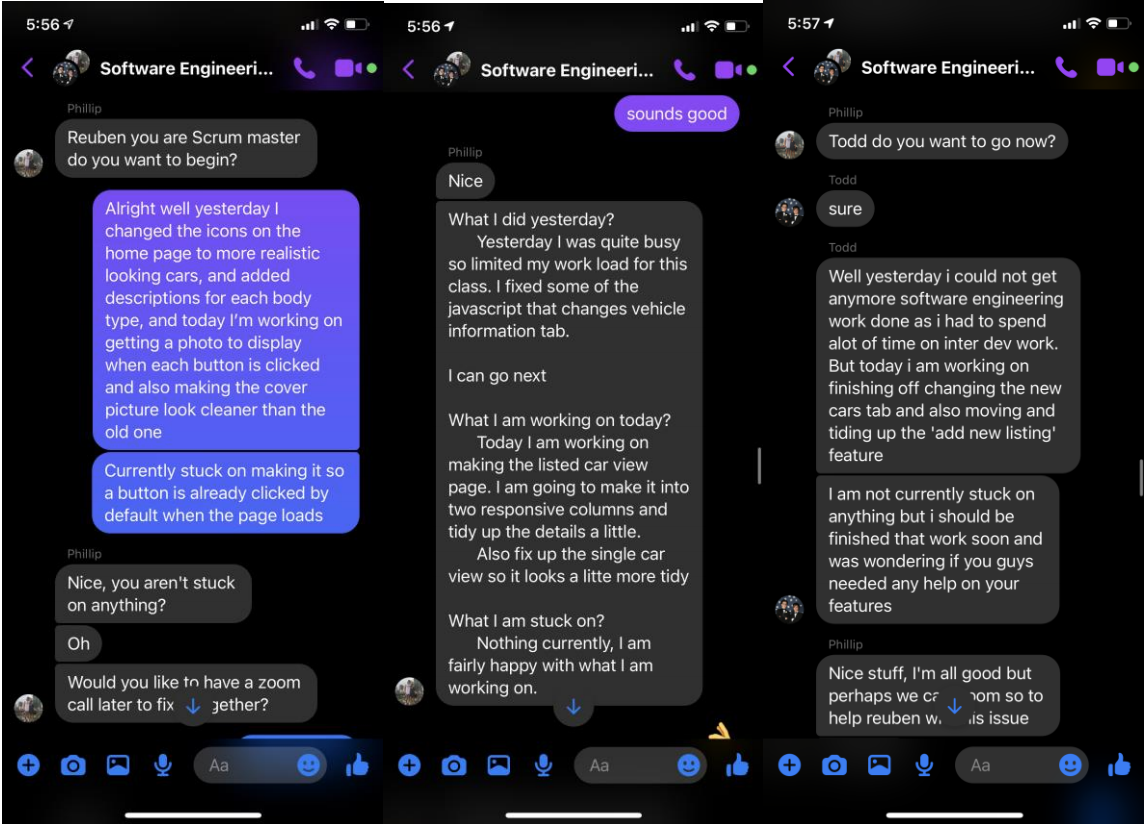 5:56
Software Engineeri...
Phillip
Reuben you are Scrum master
do you want to begin?
Alright well yesterday I
changed the icons on the
home page to more realistic
looking cars, and added
descriptions for each body
type, and today I'm working on
getting a photo to display
when each button is clicked
and also making the cover
picture look cleaner than the
old one
Currently stuck on making it so
a button is already clicked by
default when the page loads
Phillip
Nice, you aren't stuck
on anything?
Oh
Would you like to have a zoom
call later to fix gether?
Aa
5:56
Software Engineeri...
sounds good
Phillip
Nice
What I did yesterday?
Yesterday I was quite busy
so limited my work load for this
class. I fixed some of the
javascript that changes vehicle
information tab.
I can go next
What I am working on today?
Today I am working on
making the listed car view
page. I am going to make it into
two responsive columns and
tidy up the details a little.
Also fix up the single car
view so it looks a litte more tidy
What I am stuck on?
Nothing currently, I am
fairly happy with what I am
working on.
Aa
5:57
Software Engineeri...
Phillip
Todd do you want to go now?
Todd
sure
Todd
Well yesterday i could not get
anymore software engineering
work done as i had to spend
alot of time on inter dev work.
But today i am working on
finishing off changing the new
cars tab and also moving and
tiding up the 'add new listing'
feature
I am not currently stuck on
anything but i should be
finished that work soon and
was wondering if you guys
needed any help on your
features
Phillip
Nice stuff, I'm all good but
perhaps we ca oom so to
help reuben w is issue
Aa